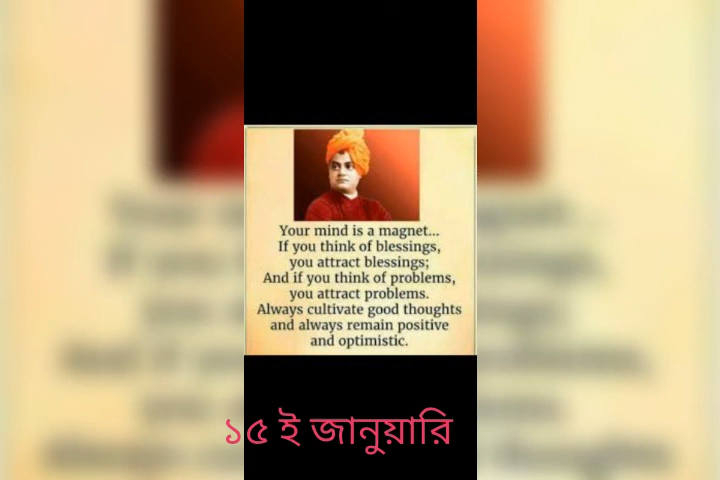 Your mind is a magnet...
If you think of blessings,
you attract blessings;
And if you think of problems,
you attract problems.
Always cultivate good thoughts
and always remain positive
and optimistic.
১৫ ই জানুয়ারি